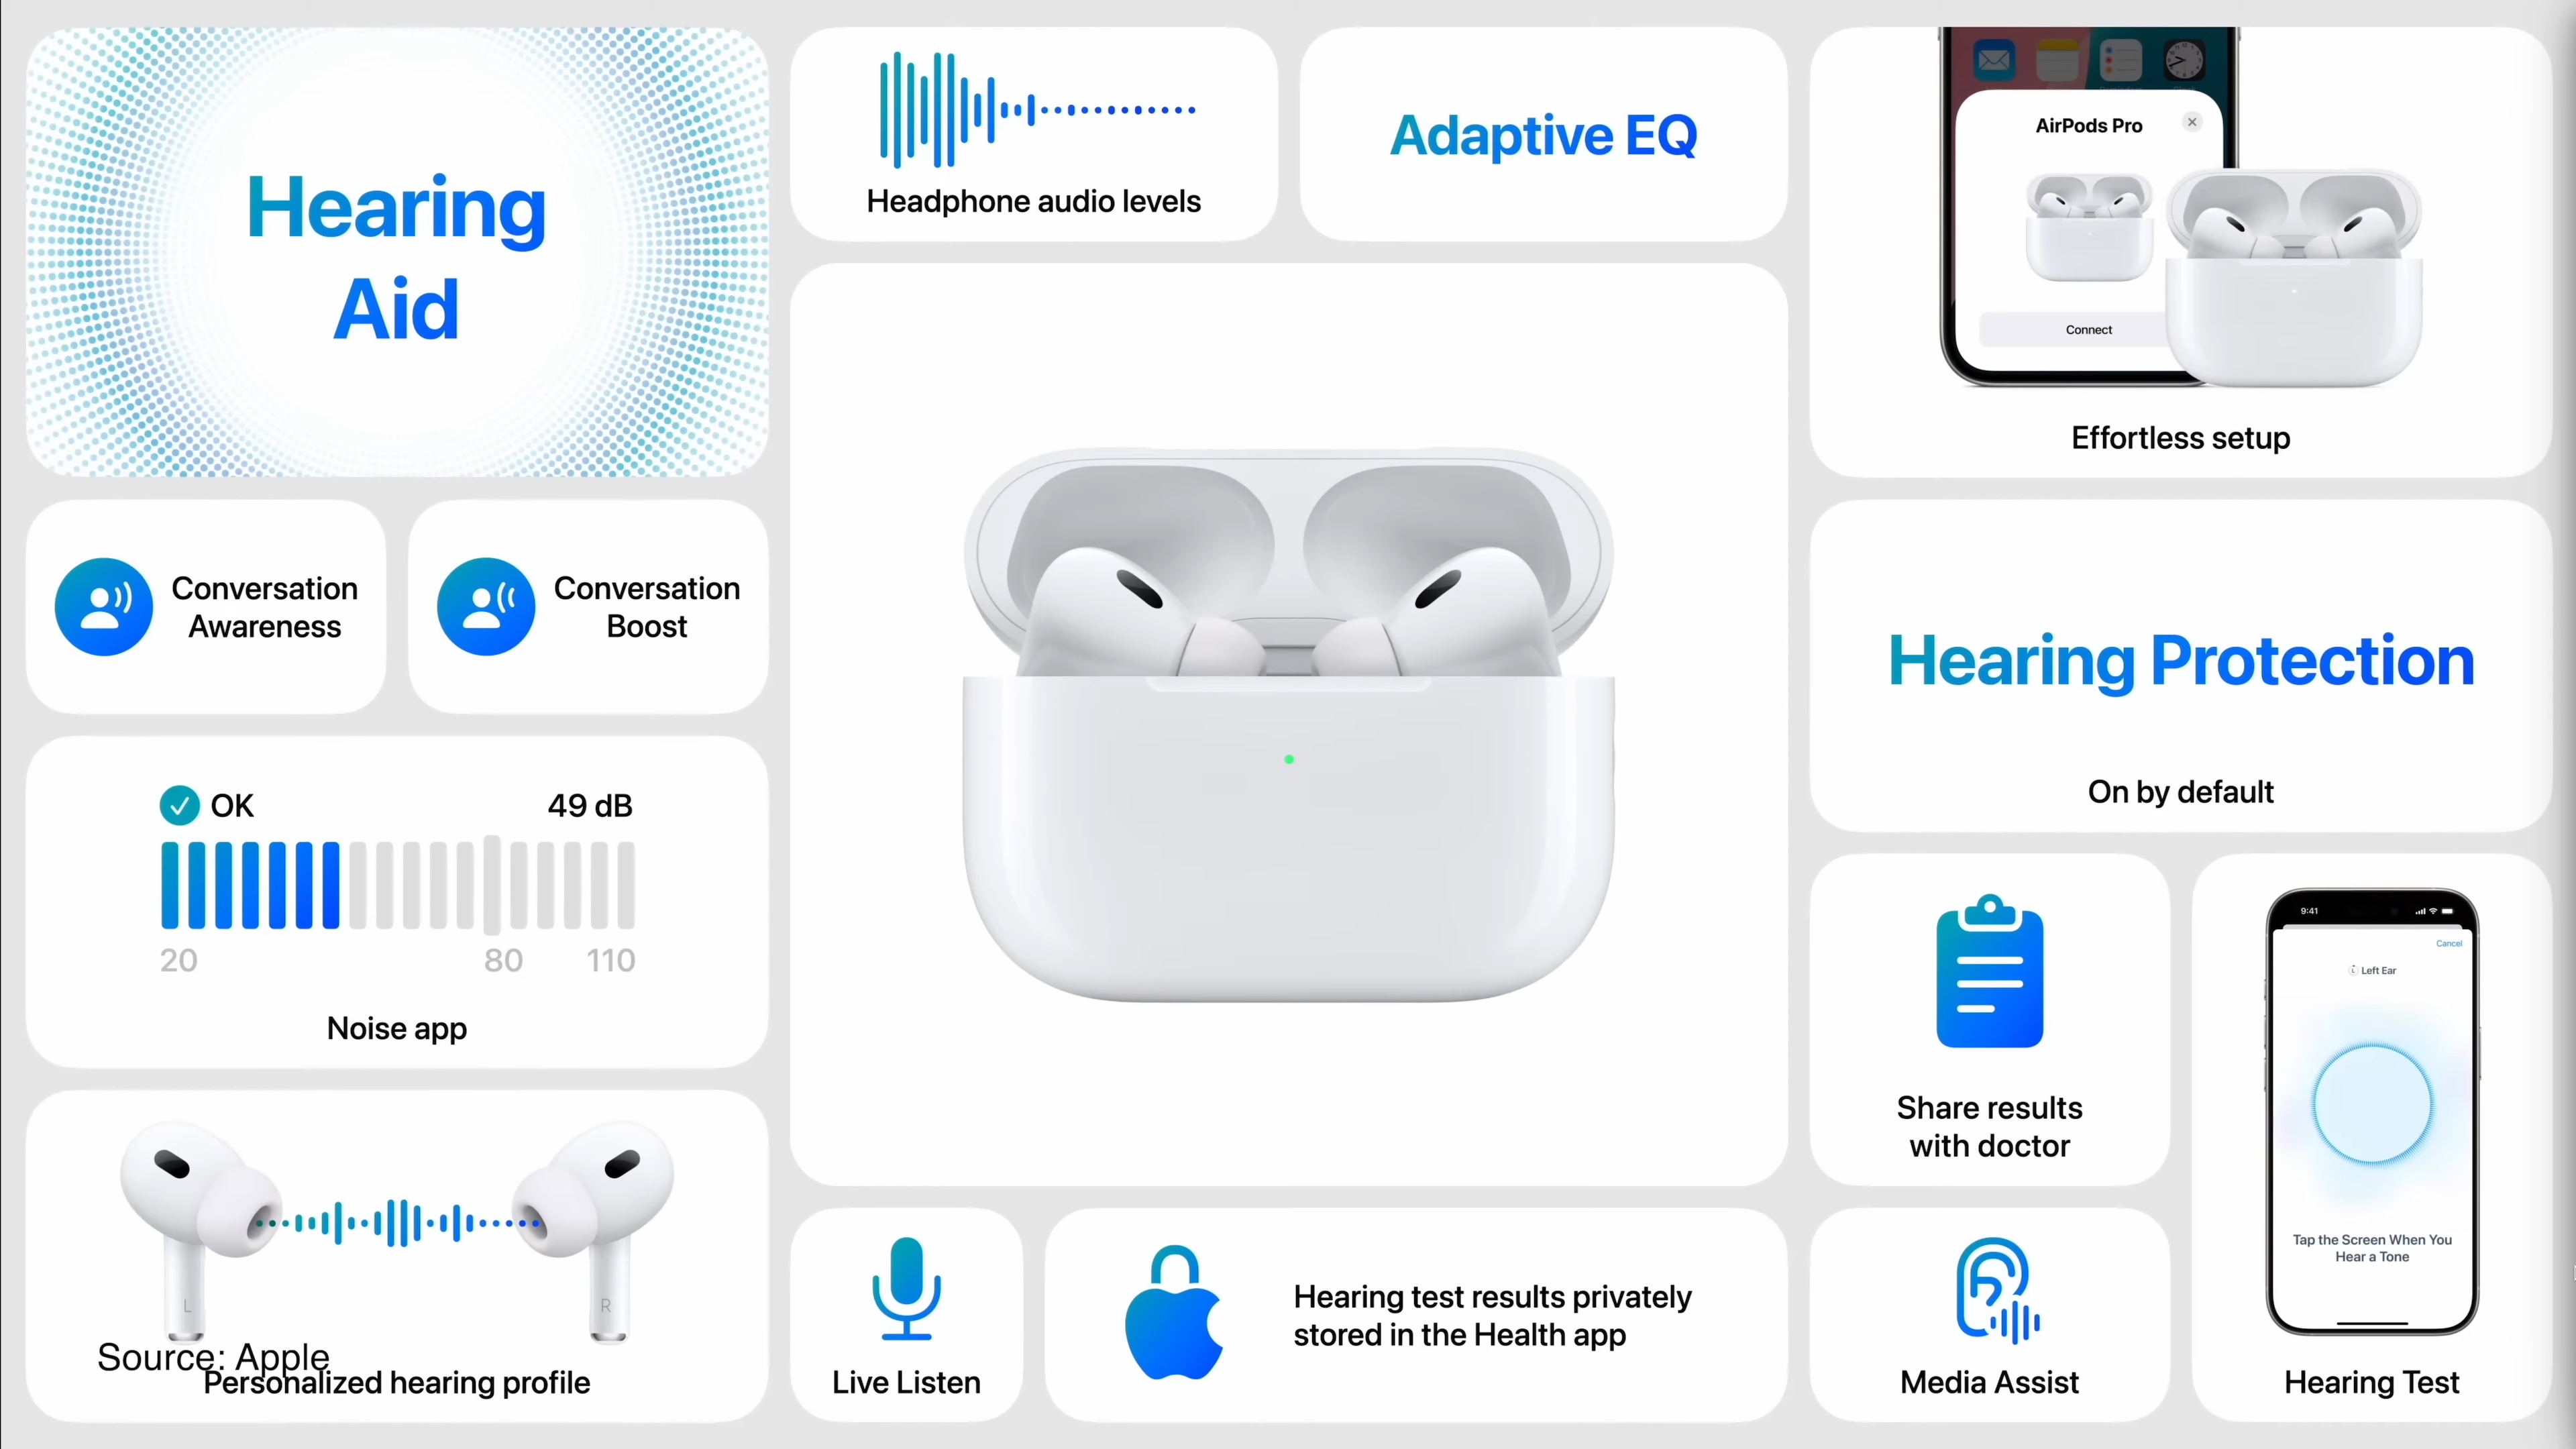 Hearing
Aid
Headphone audio levels
Adaptive EQ
AirPods Pro
Connect
Effortless setup
Conversation
Awareness
Conversation
Boost
Hearing Protection
On by default
OK
49 dB
20
80
110
Noise app
Share results
with doctor
9:41
Cancel
Left Ear
Tap the Screen When You
Hear a Tone
Hearing Test
L
R
Source: Apple
Personalized hearing profile
Live Listen
Hearing test results privately
stored in the Health app
Media Assist